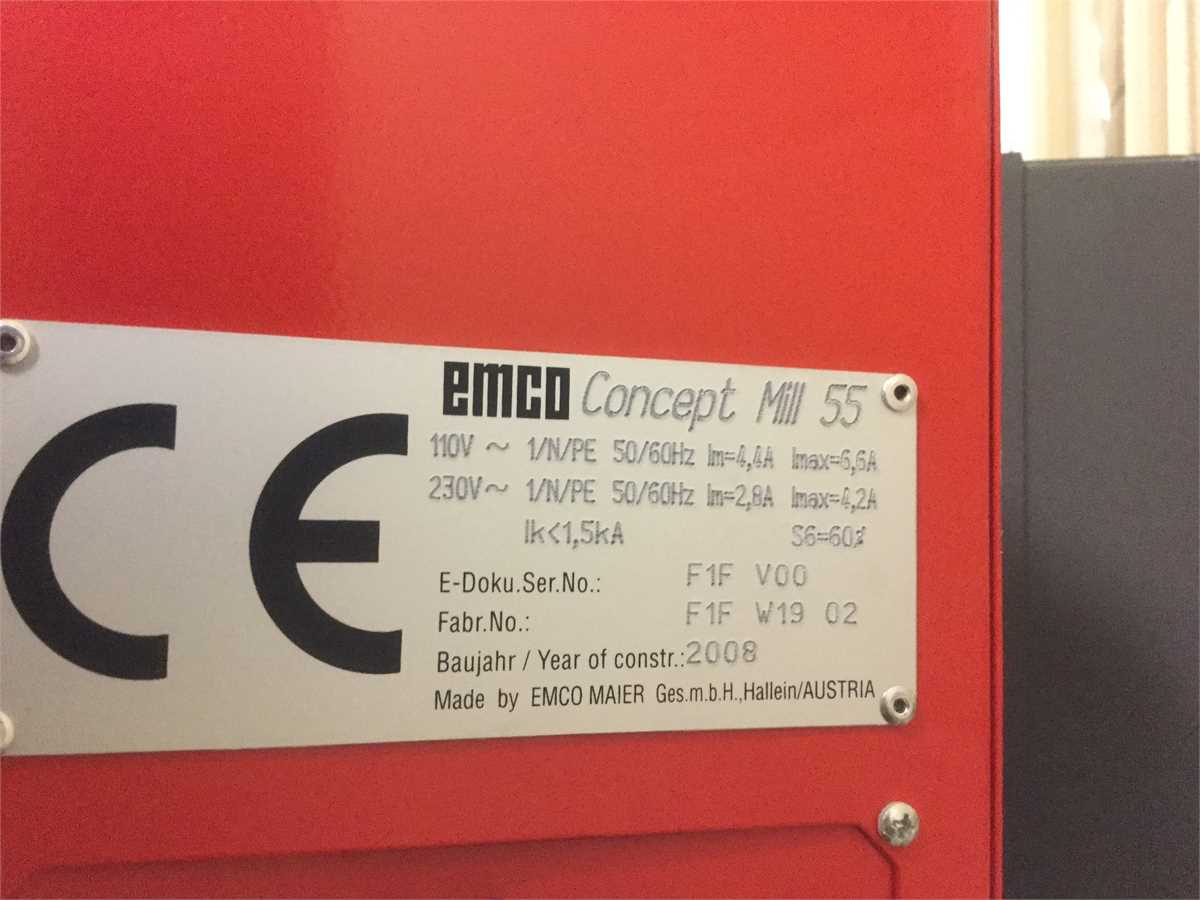 CE
emco Concept Mill 55
110V ~ 1/N/PE 50/60Hz Im=4,4A Imax=6,6A
230V ~ 1/N/PE 50/60Hz Im=2,8A Imax=4,2A
Ik<1,5kA S6=60%
E-Doku.Ser.No.: F1F V00
Fabr.No.: F1F W19 02
Baujahr / Year of constr.: 2008
Made by EMCO MAIER Ges.m.b.H.,Hallein/AUSTRIA